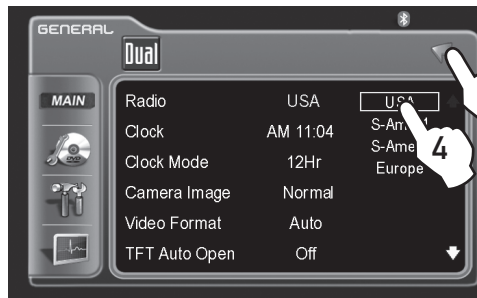 GENERAL
Dual
MAIN
Radio USA USA
Clock AM 11:04
Clock Mode 12Hr
Europe
Camera Image Normal
Video Format Auto
TFT Auto Open Off
4
DVD